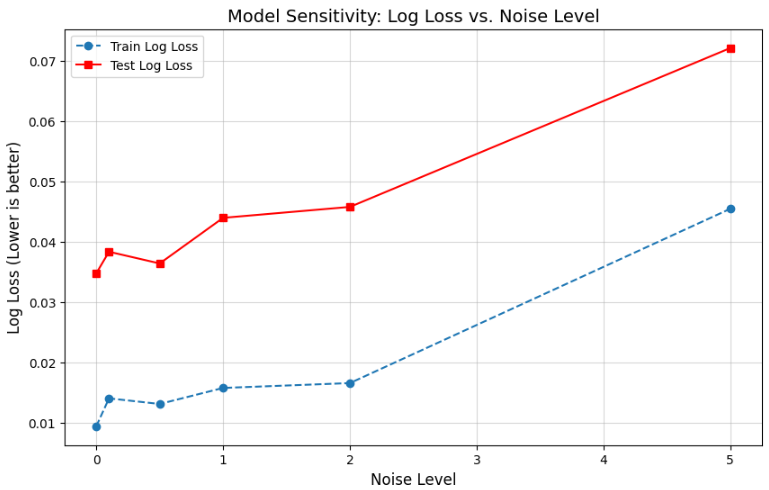 Model Sensitivity: Log Loss vs. Noise Level
Train Log Loss
Test Log Loss
Log Loss (Lower is better)
0.07
0.06
0.05
0.04
0.03
0.02
0.01
0 1 2 3 4 5
Noise Level